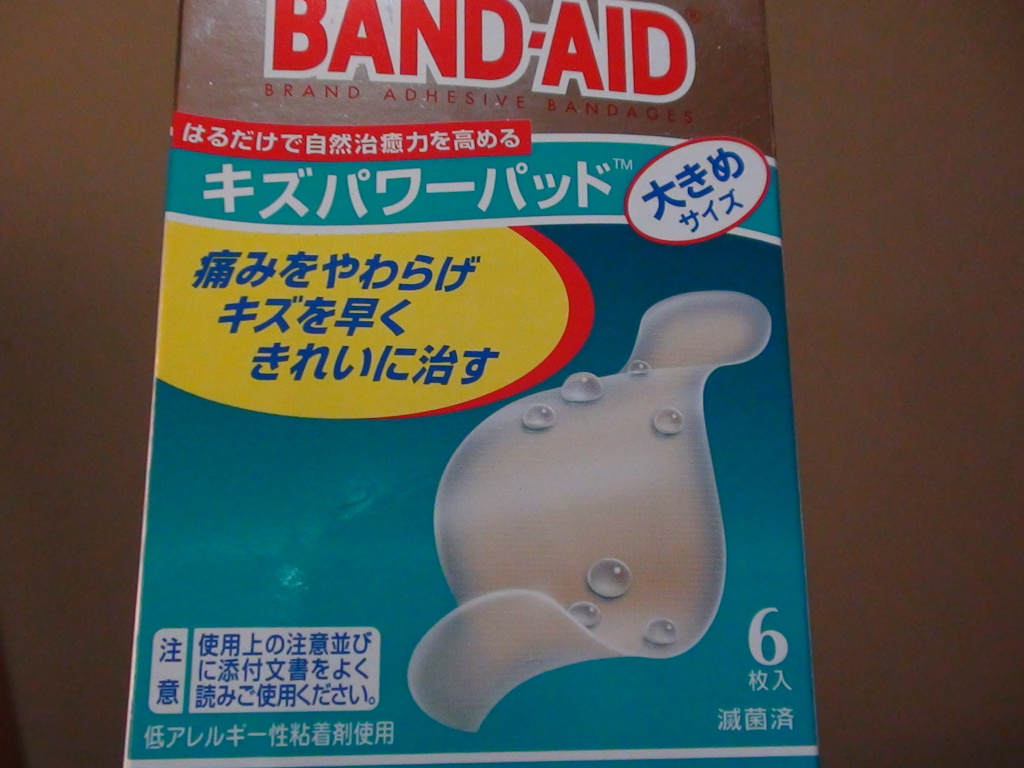 BAND-AID®
BRAND ADHESIVE BANDAGES
はるだけで自然治癒力を高める
キズパワーパッド™
大きめ
サイズ
痛みをやわらげ
キズを早く
きれいに治す
注意
使用上の注意並び
に添付文書をよく
読みご使用ください。
低アレルギー性粘着剤使用
6
枚入
滅菌済